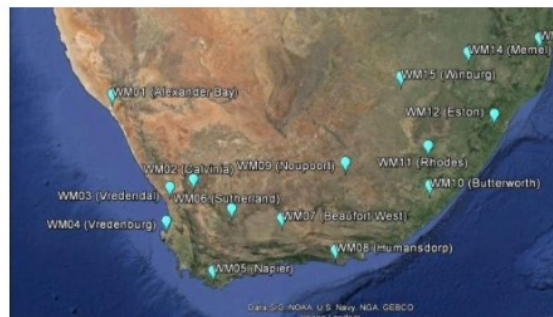 WM14 (Memel)
WM15 (Winburg)
WM01 (Alexander Bay)
WM12 (Eston)
WM11 (Rhodes)
WM09 (Noupoort)
WM02 (Calvinia)
WM10 (Butterworth)
WM03 (Vredendal)
WM06 (Sutherland)
WM07 (Beaufort West)
WM04 (Vredenburg)
WM08 (Humansdorp)
WM05 (Napier)
Data SIO, NOAA, U.S. Navy, NGA, GEBCO